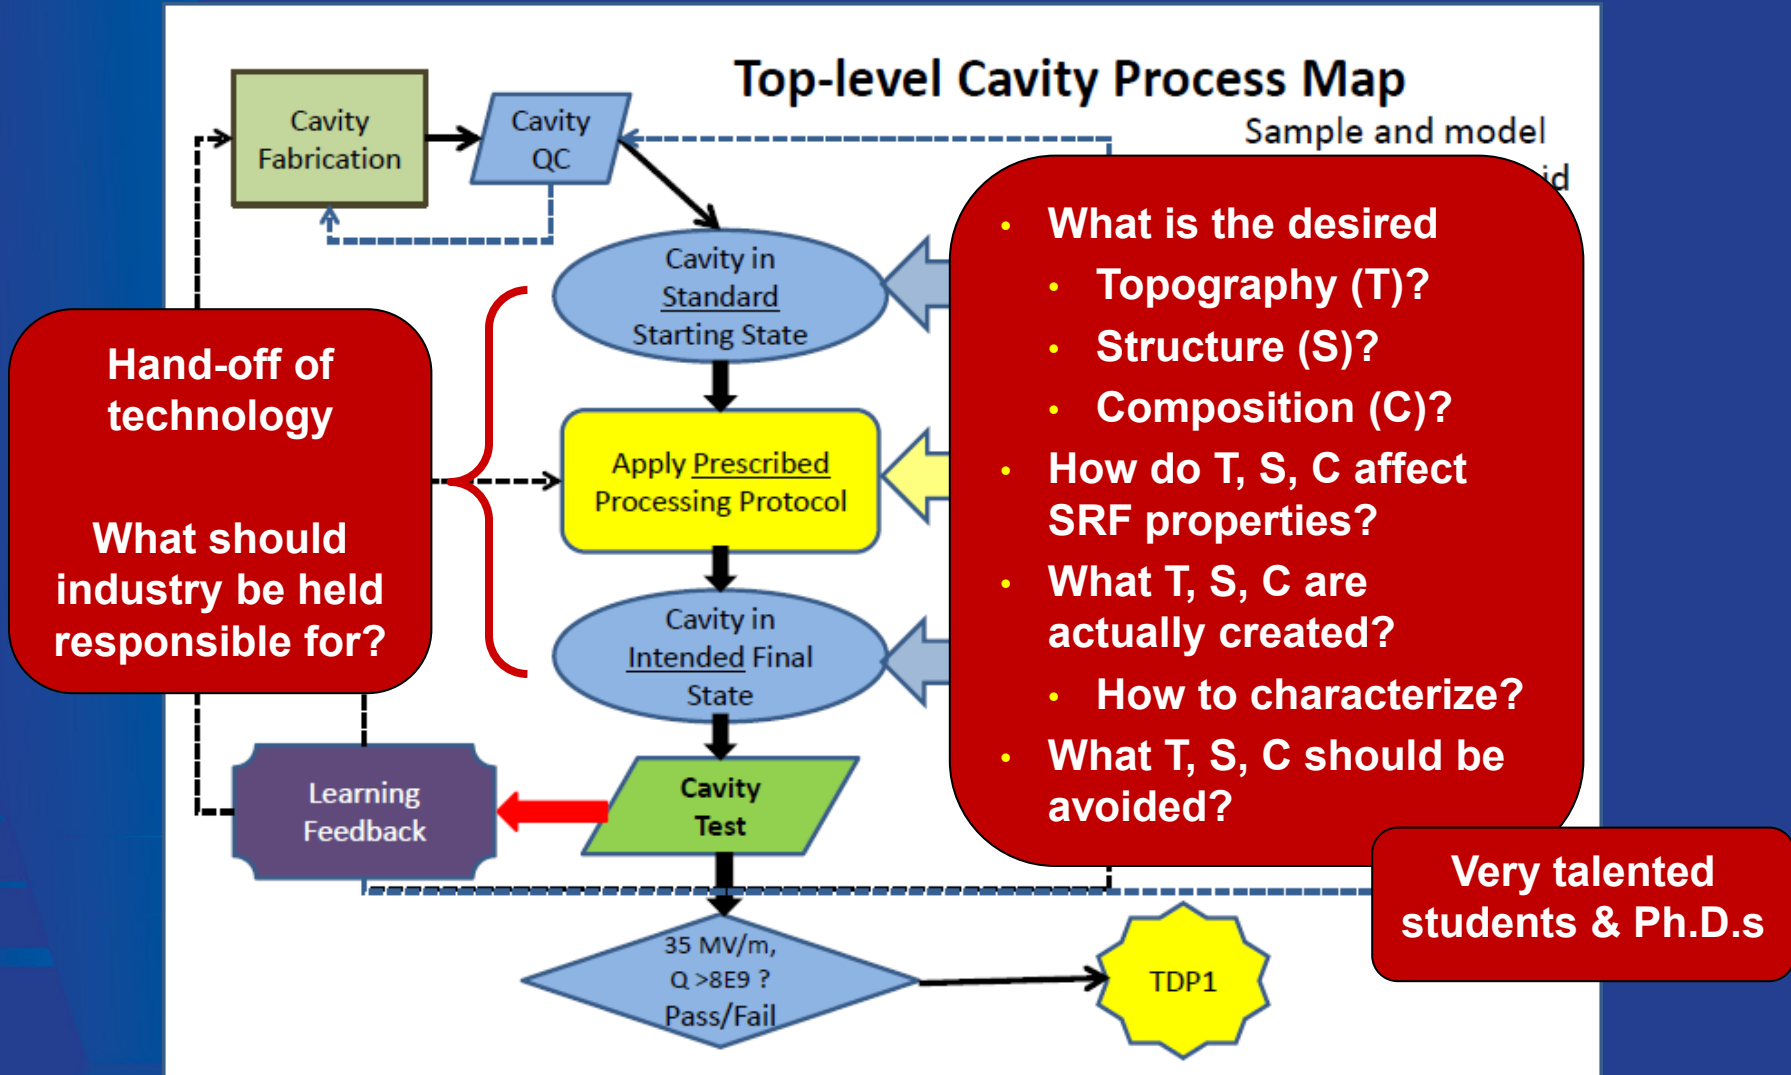 Top-level Cavity Process Map
Sample and model
Cavity
Fabrication
Cavity
QC
Cavity in
Standard
Starting State
Apply Prescribed
Processing Protocol
Cavity in
Intended Final
State
Cavity
Test
Learning
Feedback
35 MV/m,
Q >8E9 ?
Pass/Fail
TDP1
Hand-off of
technology
What should
industry be held
responsible for?
• What is the desired
• Topography (T)?
• Structure (S)?
• Composition (C)?
• How do T, S, C affect
SRF properties?
• What T, S, C are
actually created?
• How to characterize?
• What T, S, C should be
avoided?
Very talented
students & Ph.D.s